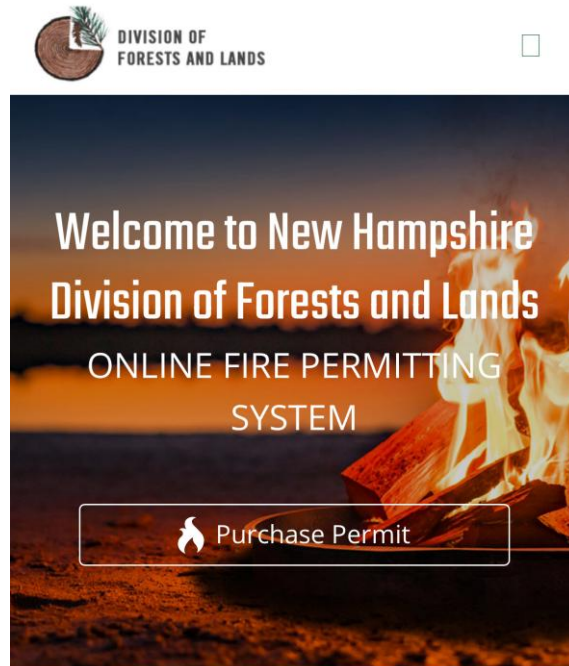 DIVISION OF
FORESTS AND LANDS
Welcome to New Hampshire
Division of Forests and Lands
ONLINE FIRE PERMITTING
SYSTEM
Purchase Permit